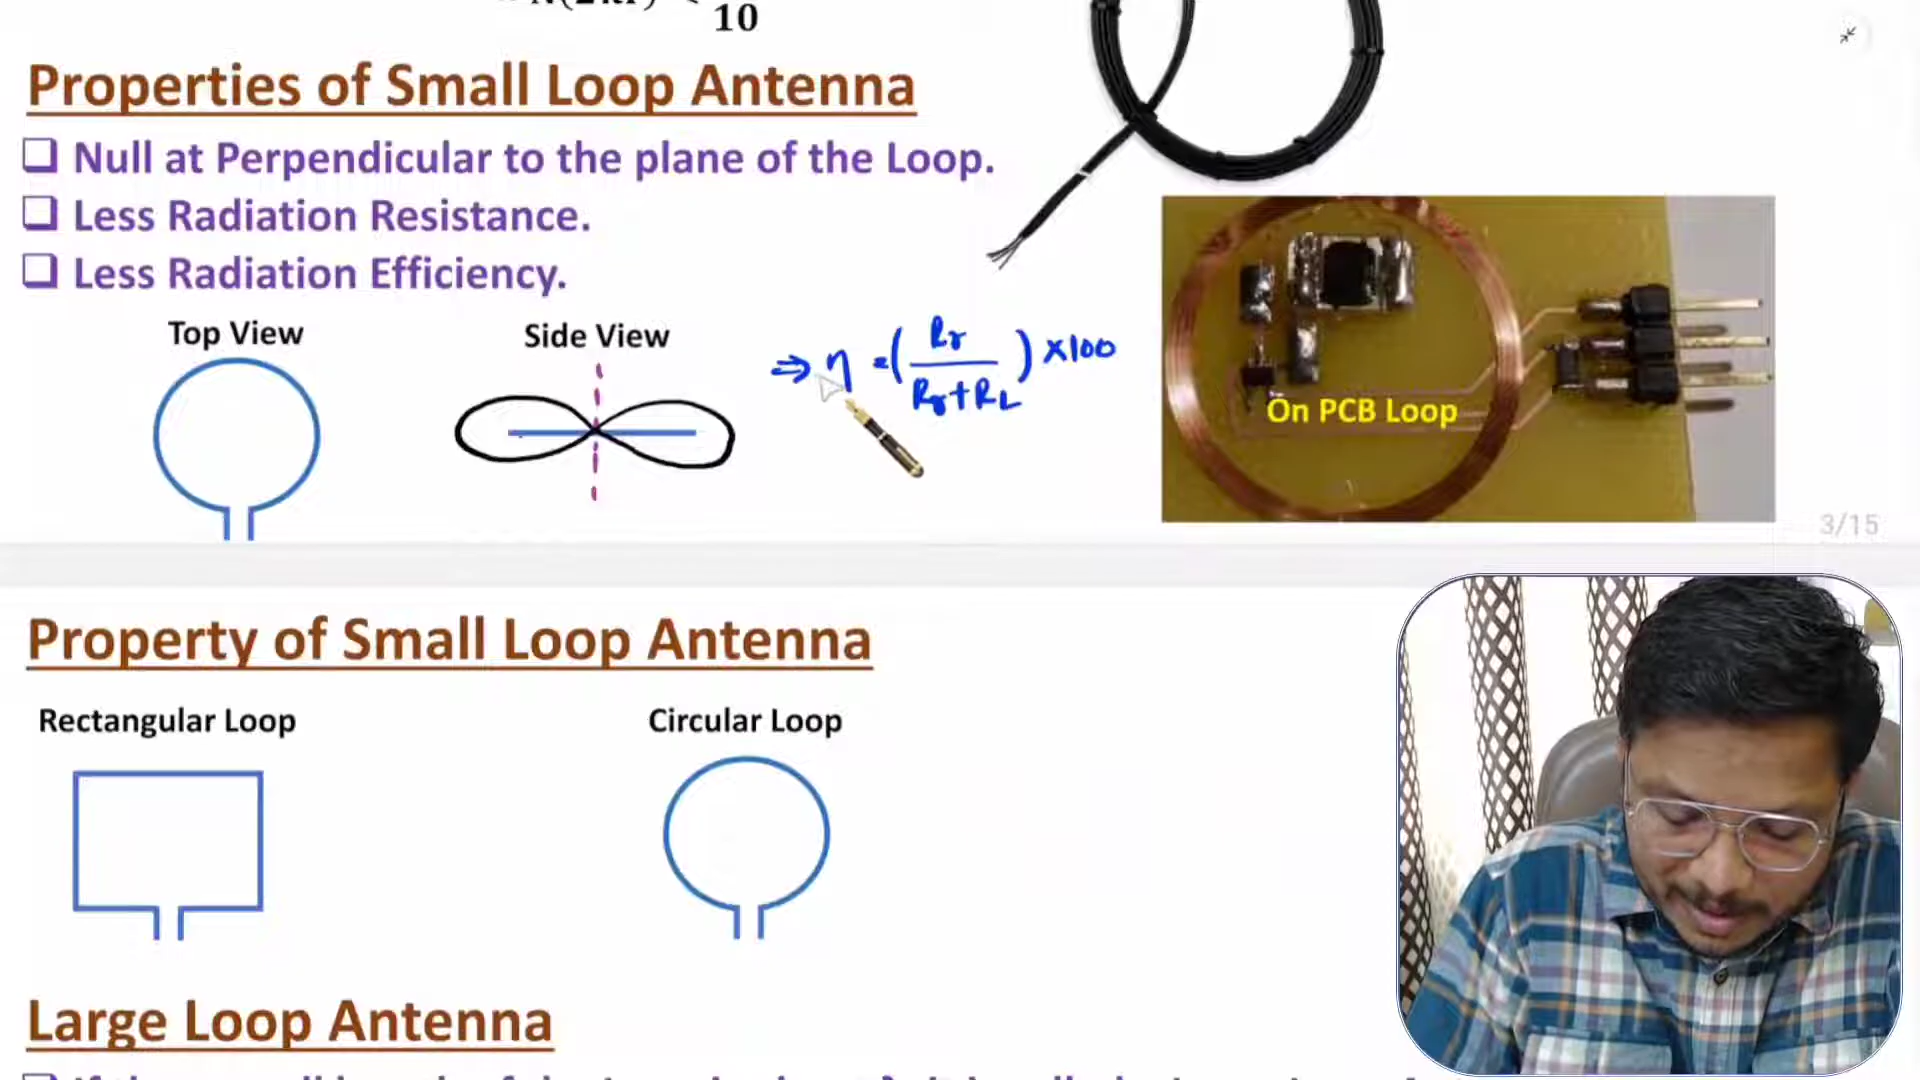 10
Properties of Small Loop Antenna
❑ Null at Perpendicular to the plane of the Loop.
❑ Less Radiation Resistance.
❑ Less Radiation Efficiency.
Top View
Side View
⇒ η = (Rr / Rr + RL) ×100
On PCB Loop
3/15
Property of Small Loop Antenna
Rectangular Loop
Circular Loop
Large Loop Antenna